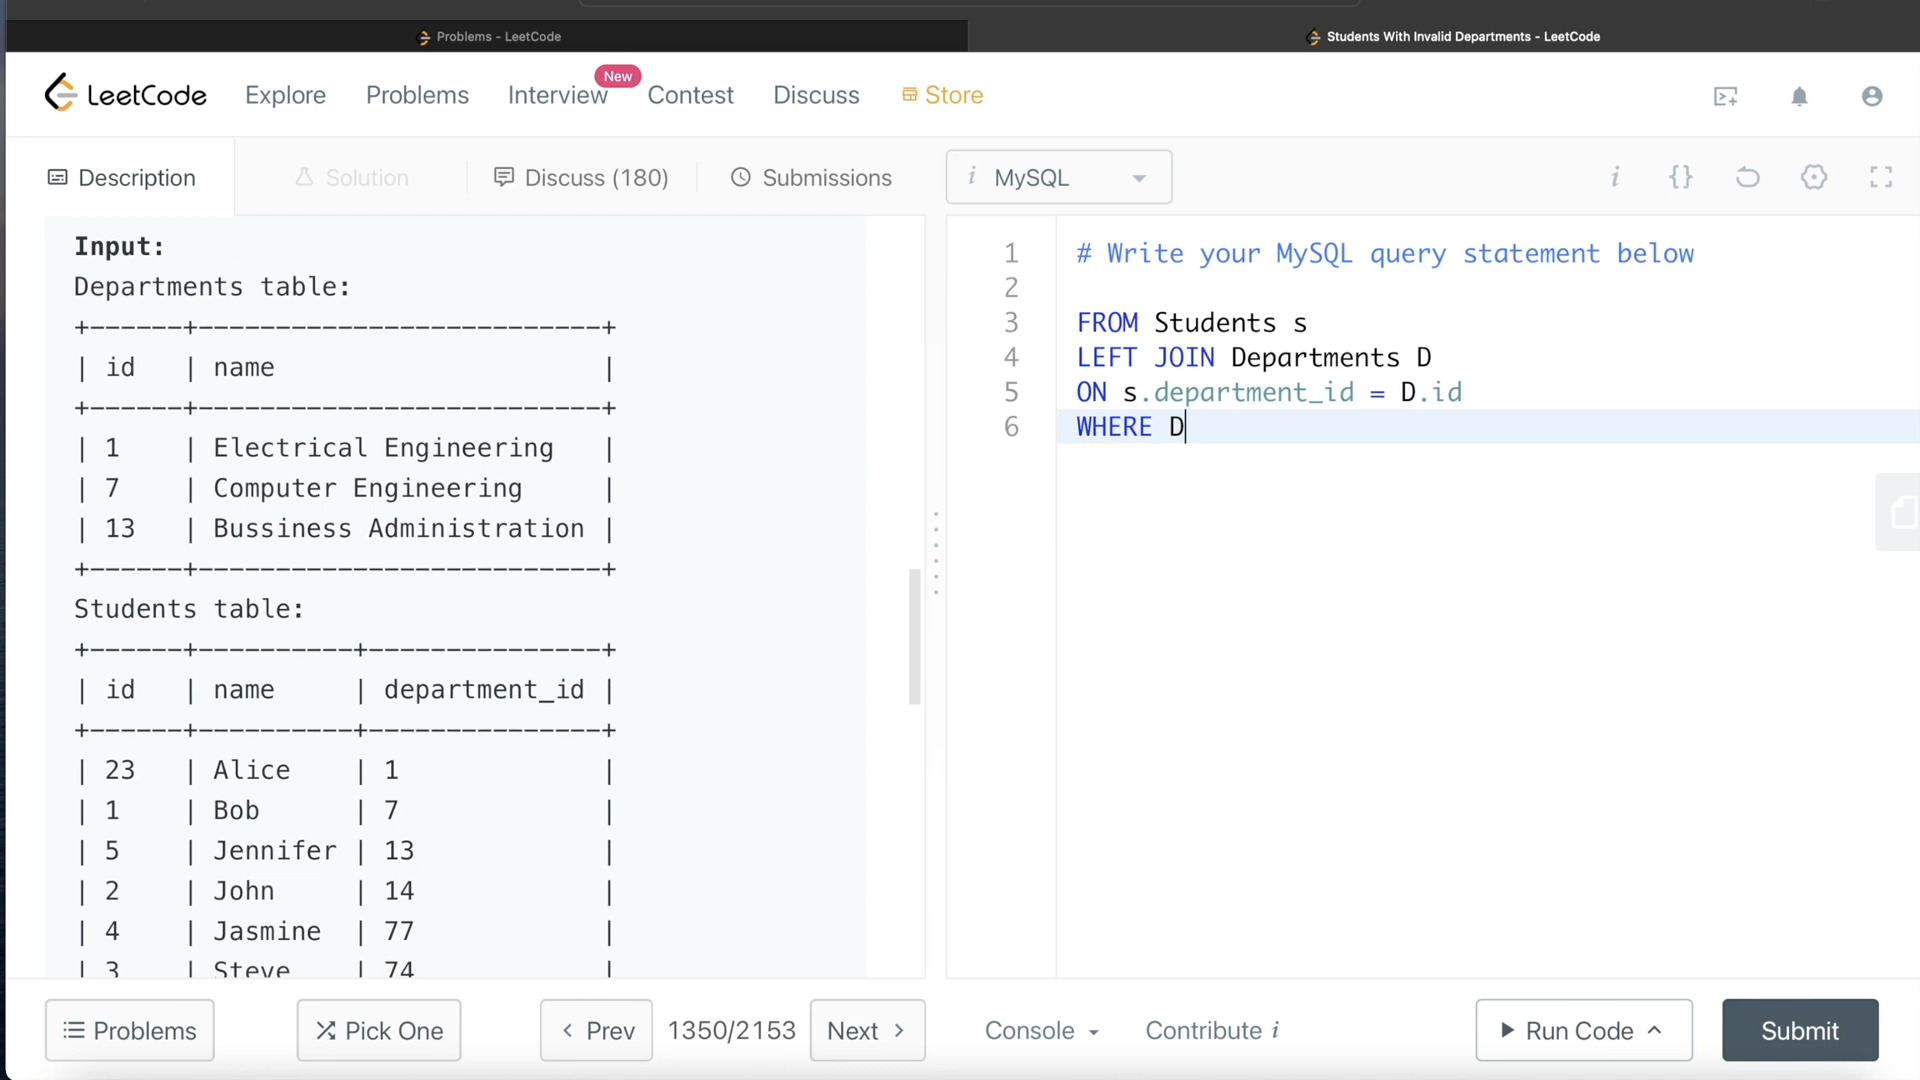 Problems - LeetCode
Students With Invalid Departments - LeetCode
LeetCode
Explore
Problems
Interview
New
Contest
Discuss
Store
Description
Solution
Discuss (180)
Submissions
i MySQL
i {}
Input:
Departments table:
+------+--------------------------+
| id | name |
+------+--------------------------+
| 1 | Electrical Engineering |
| 7 | Computer Engineering |
| 13 | Bussiness Administration |
+------+--------------------------+
Students table:
+------+----------+---------------+
| id | name | department_id |
+------+----------+---------------+
| 23 | Alice | 1 |
| 1 | Bob | 7 |
| 5 | Jennifer | 13 |
| 2 | John | 14 |
| 4 | Jasmine | 77 |
| 3 | Steve | 74 |
1 # Write your MySQL query statement below
2
3 FROM Students s
4 LEFT JOIN Departments D
5 ON s.department_id = D.id
6 WHERE D
Problems
Pick One
Prev
1350/2153
Next
Console
Contribute i
Run Code
Submit